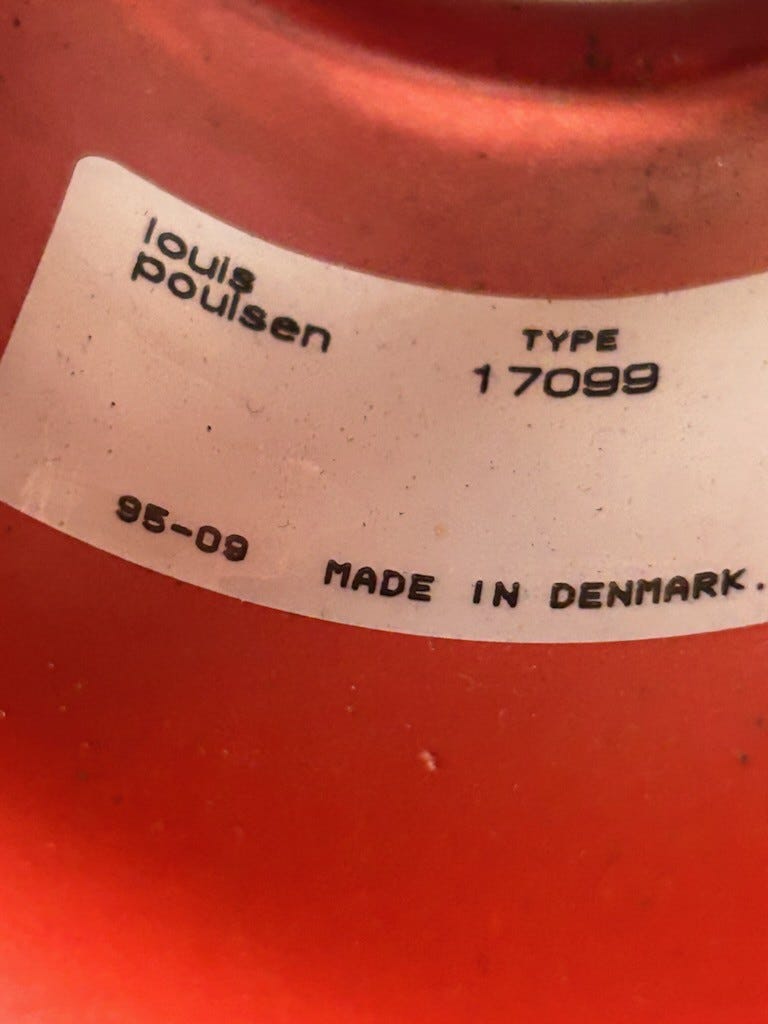 louis
poulsen
TYPE
17099
95-09
MADE IN DENMARK.